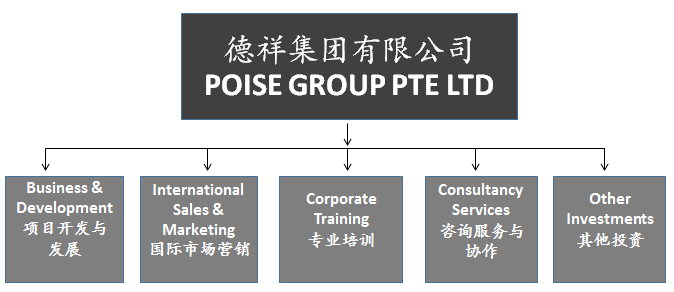 德祥集团有限公司
POISE GROUP PTE LTD
Business &
Development
项目开发与
发展
International
Sales &
Marketing
国际市场营销
Corporate
Training
专业培训
Consultancy
Services
咨询服务与
协作
Other
Investments
其他投资